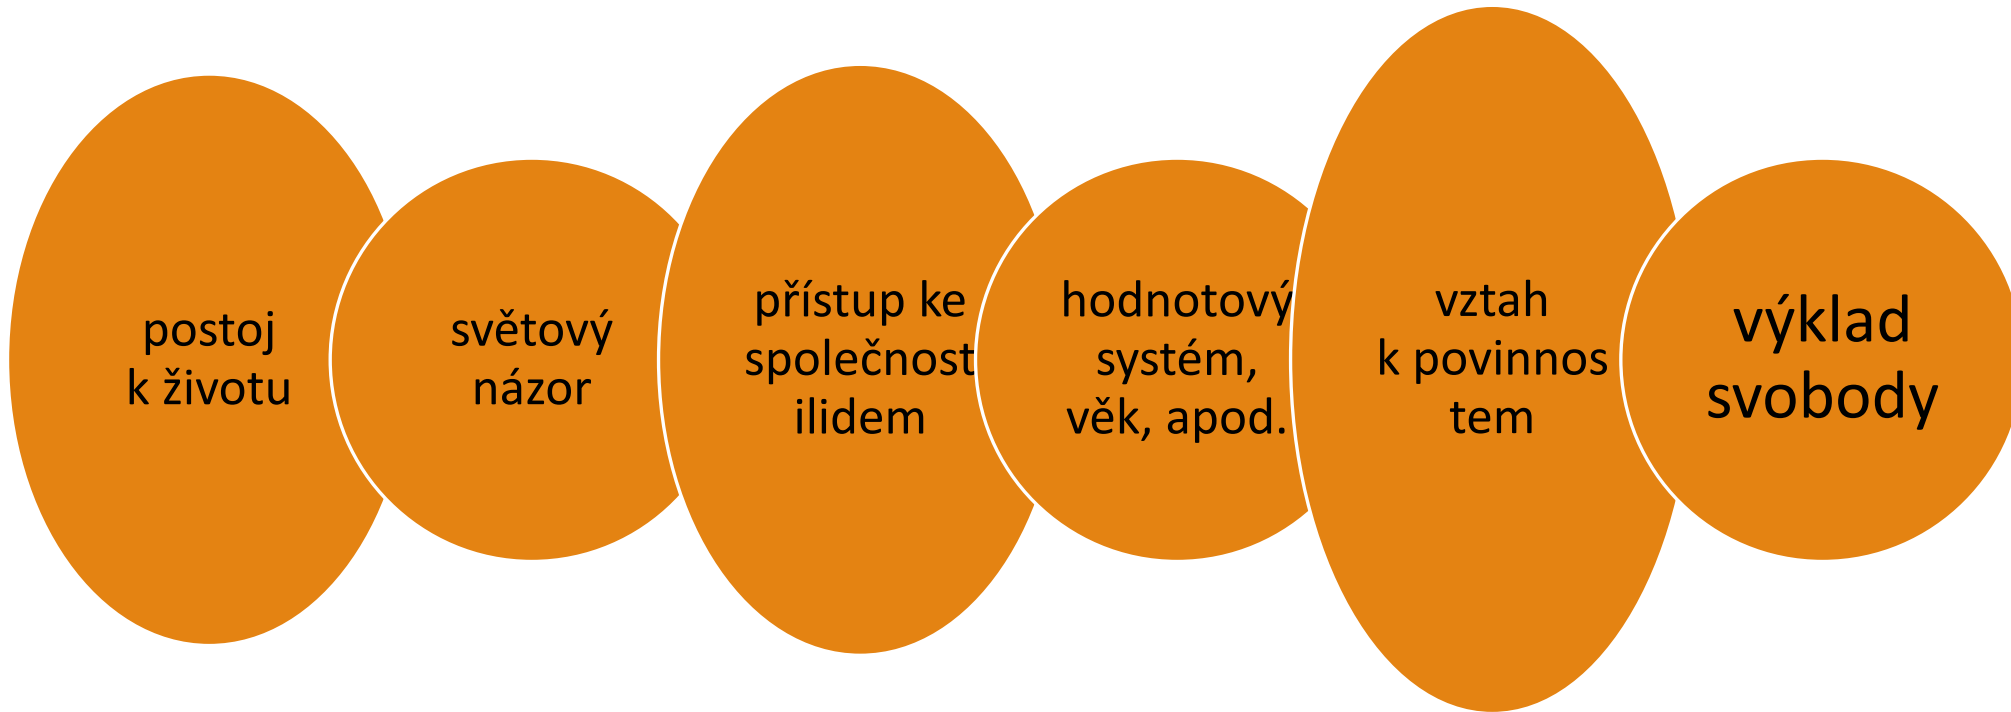 postoj
k životu
světový
názor
přístup ke
společnost
ilidem
hodnotový
systém,
věk, apod.
vztah
k povinnos
tem
výklad
svobody